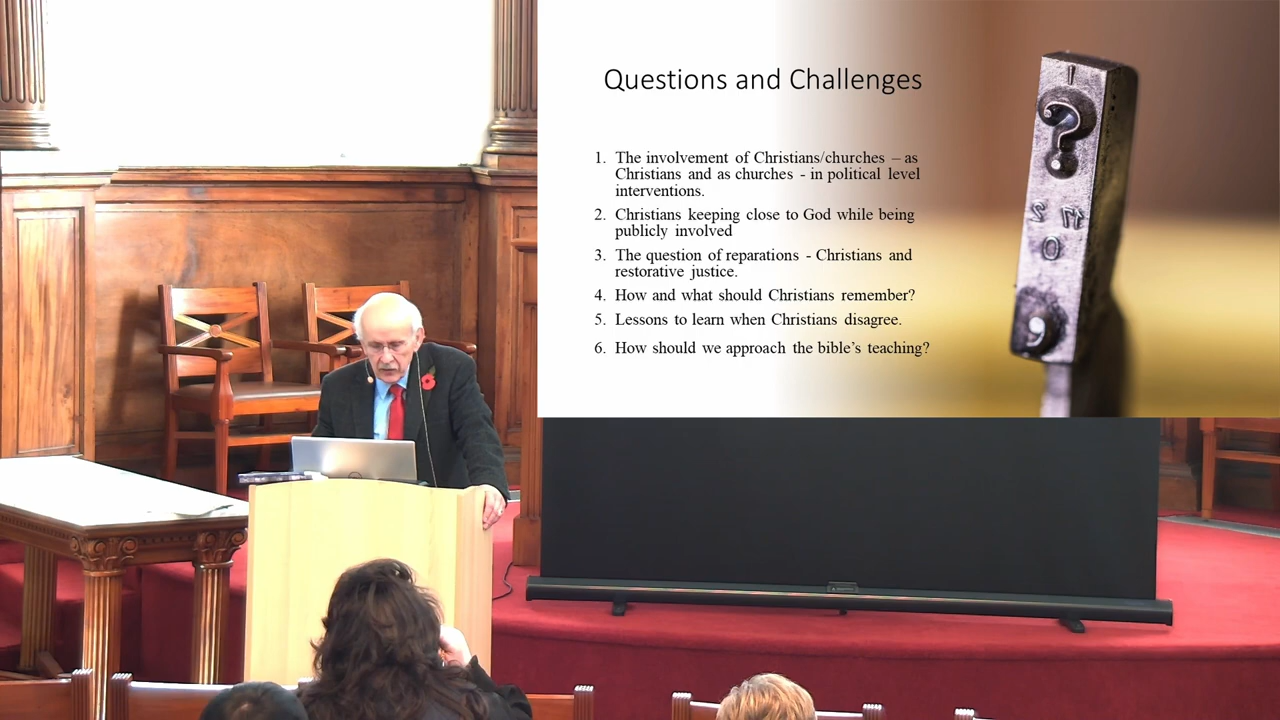 Questions and Challenges
1. The involvement of Christians/churches – as
Christians and as churches - in political level
interventions.
2. Christians keeping close to God while being
publicly involved
3. The question of reparations - Christians and
restorative justice.
4. How and what should Christians remember?
5. Lessons to learn when Christians disagree.
6. How should we approach the bible's teaching?
?